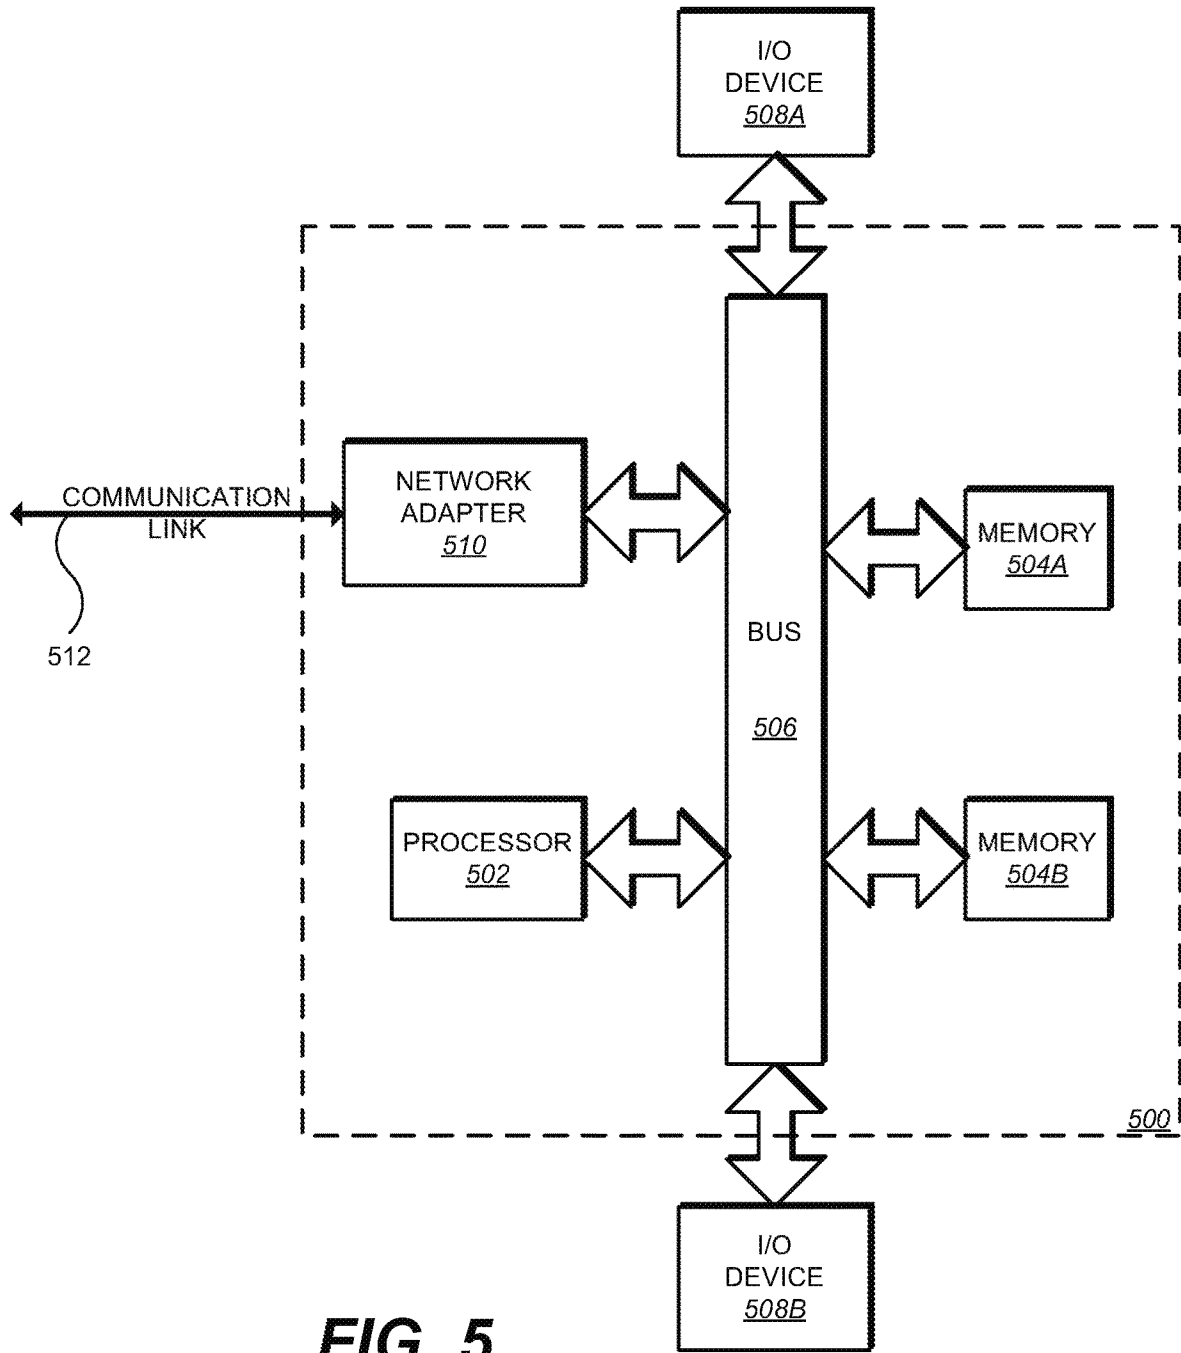 I/O
DEVICE
508A
COMMUNICATION
LINK
512
NETWORK
ADAPTER
510
MEMORY
504A
BUS
506
PROCESSOR
502
MEMORY
504B
500
I/O
DEVICE
508B
FIG. 5